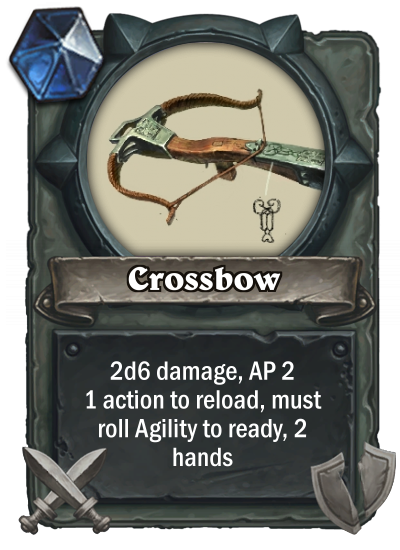 Crossbow
2d6 damage, AP 2
1 action to reload, must
roll Agility to ready, 2
hands